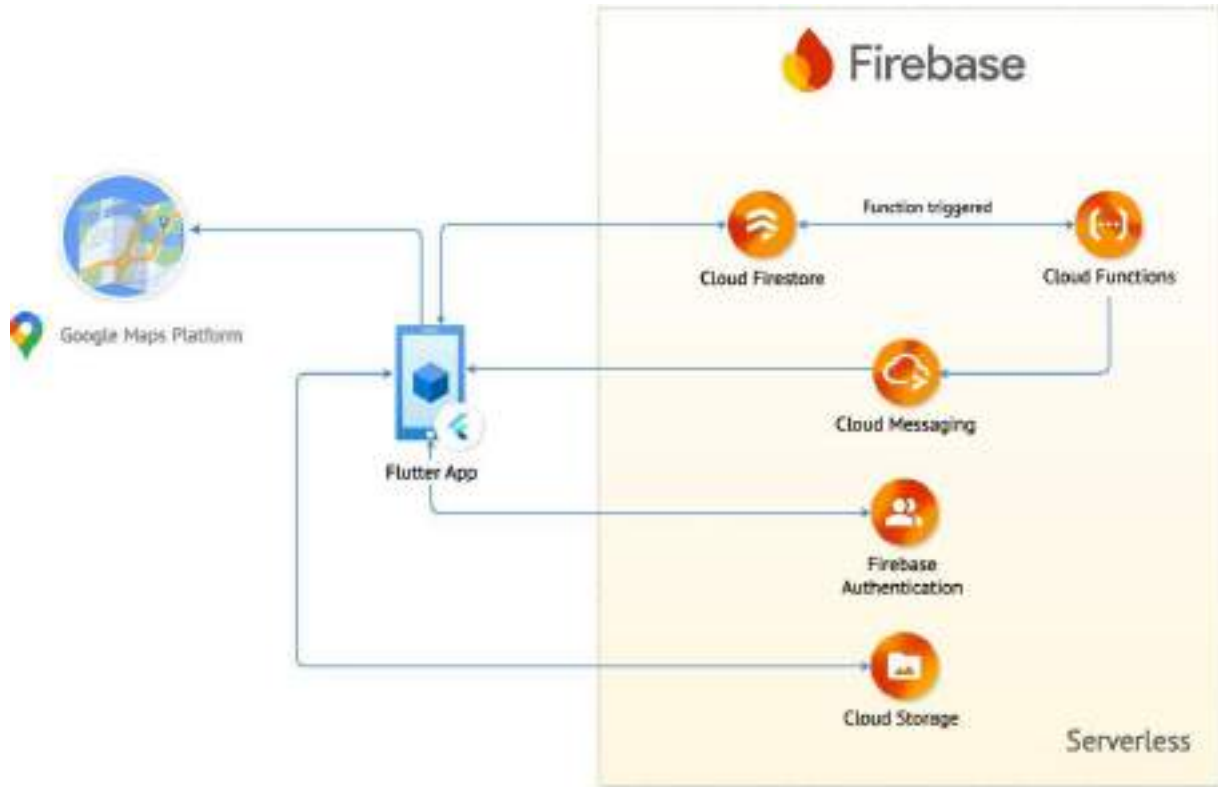 Firebase
Function triggered
Cloud Firestore
Cloud Functions
Google Maps Platform
Cloud Messaging
Flutter App
Firebase
Authentication
Cloud Storage
Serverless